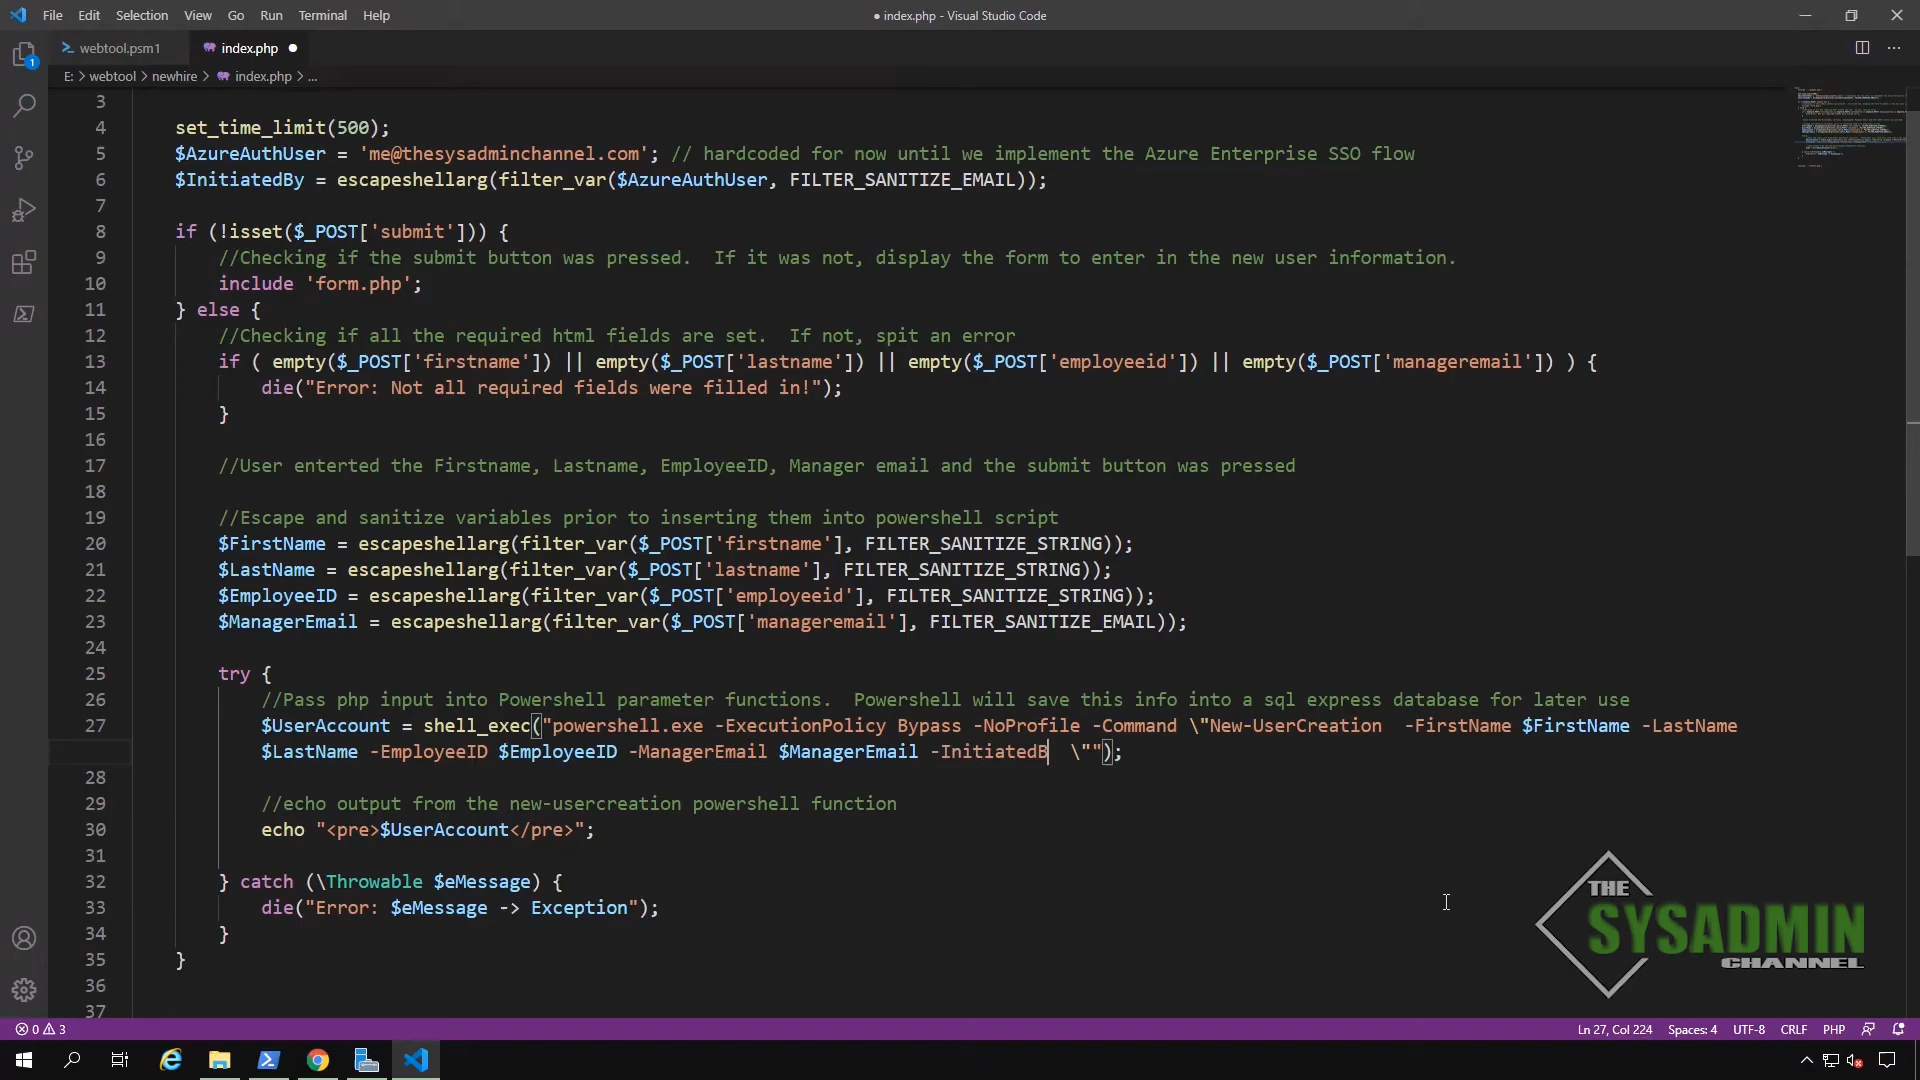 File Edit Selection View Go Run Terminal Help
● index.php - Visual Studio Code
webtool.psm1 index.php ●
E: > webtool > newhire > index.php > ...
3
4 set_time_limit(500);
5 $AzureAuthUser = 'me@thesysadminchannel.com'; // hardcoded for now until we implement the Azure Enterprise SSO flow
6 $InitiatedBy = escapeshellarg(filter_var($AzureAuthUser, FILTER_SANITIZE_EMAIL));
7
8 if (!isset($_POST['submit'])) {
9 //Checking if the submit button was pressed.  If it was not, display the form to enter in the new user information.
10 include 'form.php';
11 } else {
12 //Checking if all the required html fields are set.  If not, spit an error
13 if ( empty($_POST['firstname']) || empty($_POST['lastname']) || empty($_POST['employeeid']) || empty($_POST['manageremail']) ) {
14 die("Error: Not all required fields were filled in!");
15 }
16
17 //User enterted the Firstname, Lastname, EmployeeID, Manager email and the submit button was pressed
18
19 //Escape and sanitize variables prior to inserting them into powershell script
20 $FirstName = escapeshellarg(filter_var($_POST['firstname'], FILTER_SANITIZE_STRING));
21 $LastName = escapeshellarg(filter_var($_POST['lastname'], FILTER_SANITIZE_STRING));
22 $EmployeeID = escapeshellarg(filter_var($_POST['employeeid'], FILTER_SANITIZE_STRING));
23 $ManagerEmail = escapeshellarg(filter_var($_POST['manageremail'], FILTER_SANITIZE_EMAIL));
24
25 try {
26 //Pass php input into Powershell parameter functions.  Powershell will save this info into a sql express database for later use
27 $UserAccount = shell_exec("powershell.exe -ExecutionPolicy Bypass -NoProfile -Command \"New-UserCreation  -FirstName $FirstName -LastName
$LastName -EmployeeID $EmployeeID -ManagerEmail $ManagerEmail -InitiatedB  \"");
28
29 //echo output from the new-usercreation powershell function
30 echo "<pre>$UserAccount</pre>";
31
32 } catch (\Throwable $eMessage) {
33 die("Error: $eMessage -> Exception");
34 }
35 }
36
37
THE
SYSADMIN
CHANNEL
0 3 Ln 27, Col 224 Spaces: 4 UTF-8 CRLF PHP